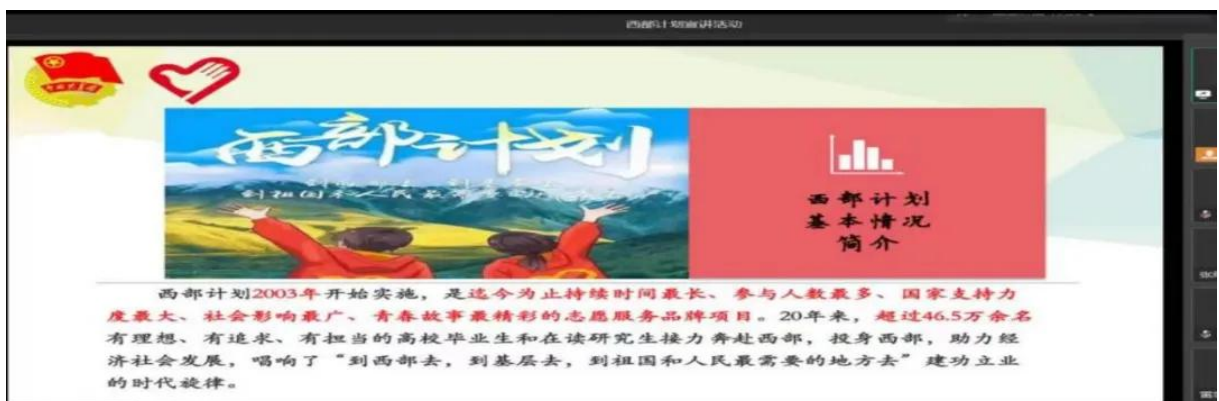 西部计划宣讲活动
西部计划
西部计划
基本情况
简介
西部计划2003年开始实施，是迄今为止持续时间最长、参与人数最多、国家支持力
度最大、社会影响最广、青春故事最精彩的志愿服务品牌项目。20年来，超过46.5万余名
有理想、有追求、有担当的高校毕业生和在读研究生接力奔赴西部，投身西部，助力经
济社会发展，唱响了“到西部去，到基层去，到祖国和人民最需要的地方去”建功立业
的时代旋律。